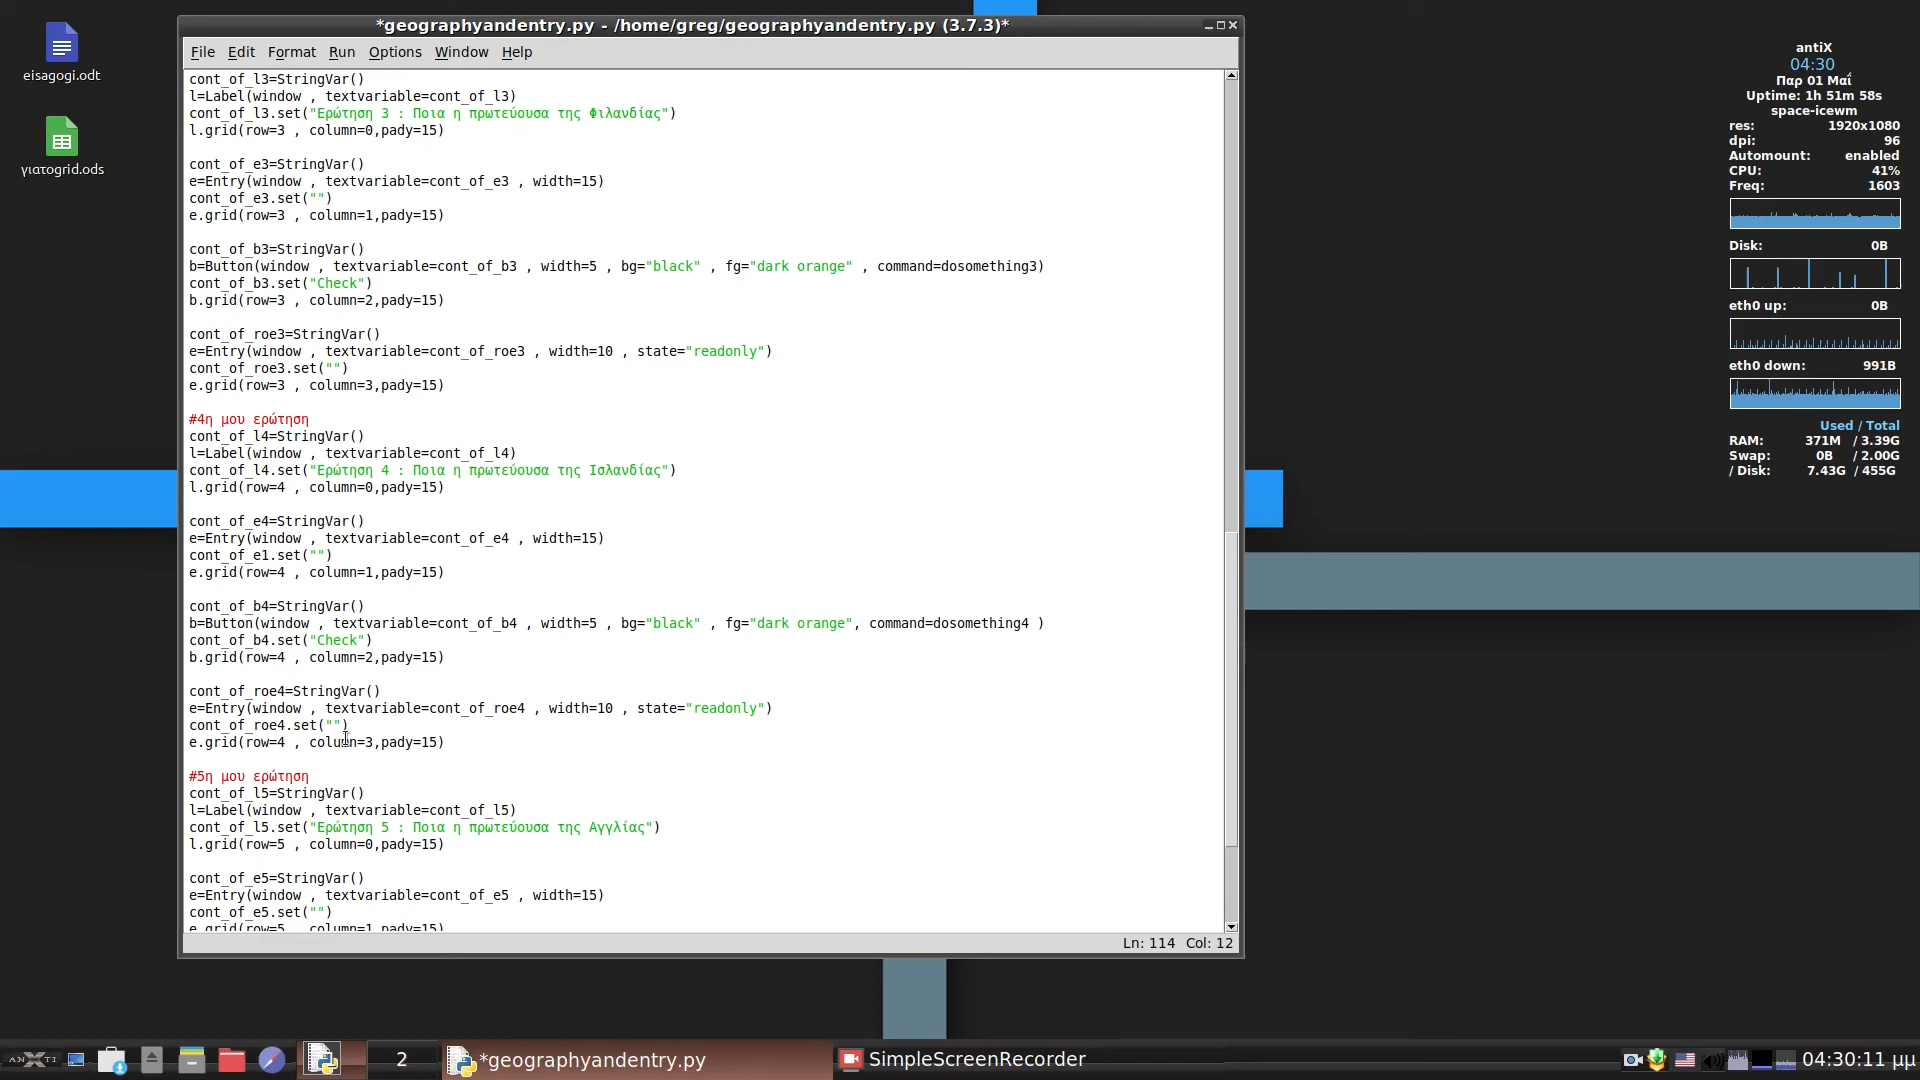 *geographyandentry.py - /home/greg/geographyandentry.py (3.7.3)*
File Edit Format Run Options Window Help
cont_of_l3=StringVar()
l=Label(window , textvariable=cont_of_l3)
cont_of_l3.set("Ερώτηση 3 : Ποια η πρωτεύουσα της Φιλανδίας")
l.grid(row=3 , column=0,pady=15)
cont_of_e3=StringVar()
e=Entry(window , textvariable=cont_of_e3 , width=15)
cont_of_e3.set("")
e.grid(row=3 , column=1,pady=15)
cont_of_b3=StringVar()
b=Button(window , textvariable=cont_of_b3 , width=5 , bg="black" , fg="dark orange" , command=dosomething3)
cont_of_b3.set("Check")
b.grid(row=3 , column=2,pady=15)
cont_of_roe3=StringVar()
e=Entry(window , textvariable=cont_of_roe3 , width=10 , state="readonly")
cont_of_roe3.set("")
e.grid(row=3 , column=3,pady=15)
#4η μου ερώτηση
cont_of_l4=StringVar()
l=Label(window , textvariable=cont_of_l4)
cont_of_l4.set("Ερώτηση 4 : Ποια η πρωτεύουσα της Ισλανδίας")
l.grid(row=4 , column=0,pady=15)
cont_of_e4=StringVar()
e=Entry(window , textvariable=cont_of_e4 , width=15)
cont_of_e1.set("")
e.grid(row=4 , column=1,pady=15)
cont_of_b4=StringVar()
b=Button(window , textvariable=cont_of_b4 , width=5 , bg="black" , fg="dark orange", command=dosomething4 )
cont_of_b4.set("Check")
b.grid(row=4 , column=2,pady=15)
cont_of_roe4=StringVar()
e=Entry(window , textvariable=cont_of_roe4 , width=10 , state="readonly")
cont_of_roe4.set("")
e.grid(row=4 , column=3,pady=15)
#5η μου ερώτηση
cont_of_l5=StringVar()
l=Label(window , textvariable=cont_of_l5)
cont_of_l5.set("Ερώτηση 5 : Ποια η πρωτεύουσα της Αγγλίας")
l.grid(row=5 , column=0,pady=15)
cont_of_e5=StringVar()
e=Entry(window , textvariable=cont_of_e5 , width=15)
cont_of_e5.set("")
e.grid(row=5 , column=1,pady=15)
Ln: 114 Col: 12
eisagogi.odt
γιατogrid.ods
antiX
04:30
Παρ 01 Μαΐ
Uptime: 1h 51m 58s
space-icewm
res: 1920x1080
dpi: 96
Automount: enabled
CPU: 41%
Freq: 1603
Disk: 0B
eth0 up: 0B
eth0 down: 991B
Used / Total
RAM: 371M / 3.39G
Swap: 0B / 2.00G
/ Disk: 7.43G / 455G
2
*geographyandentry.py
SimpleScreenRecorder
04:30:11 μμ